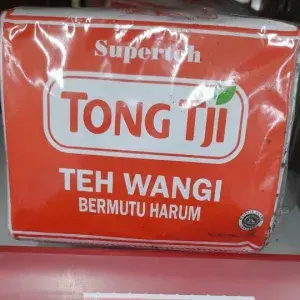 Superteh
TONG TJI
TEH WANGI
BERMUTU HARUM